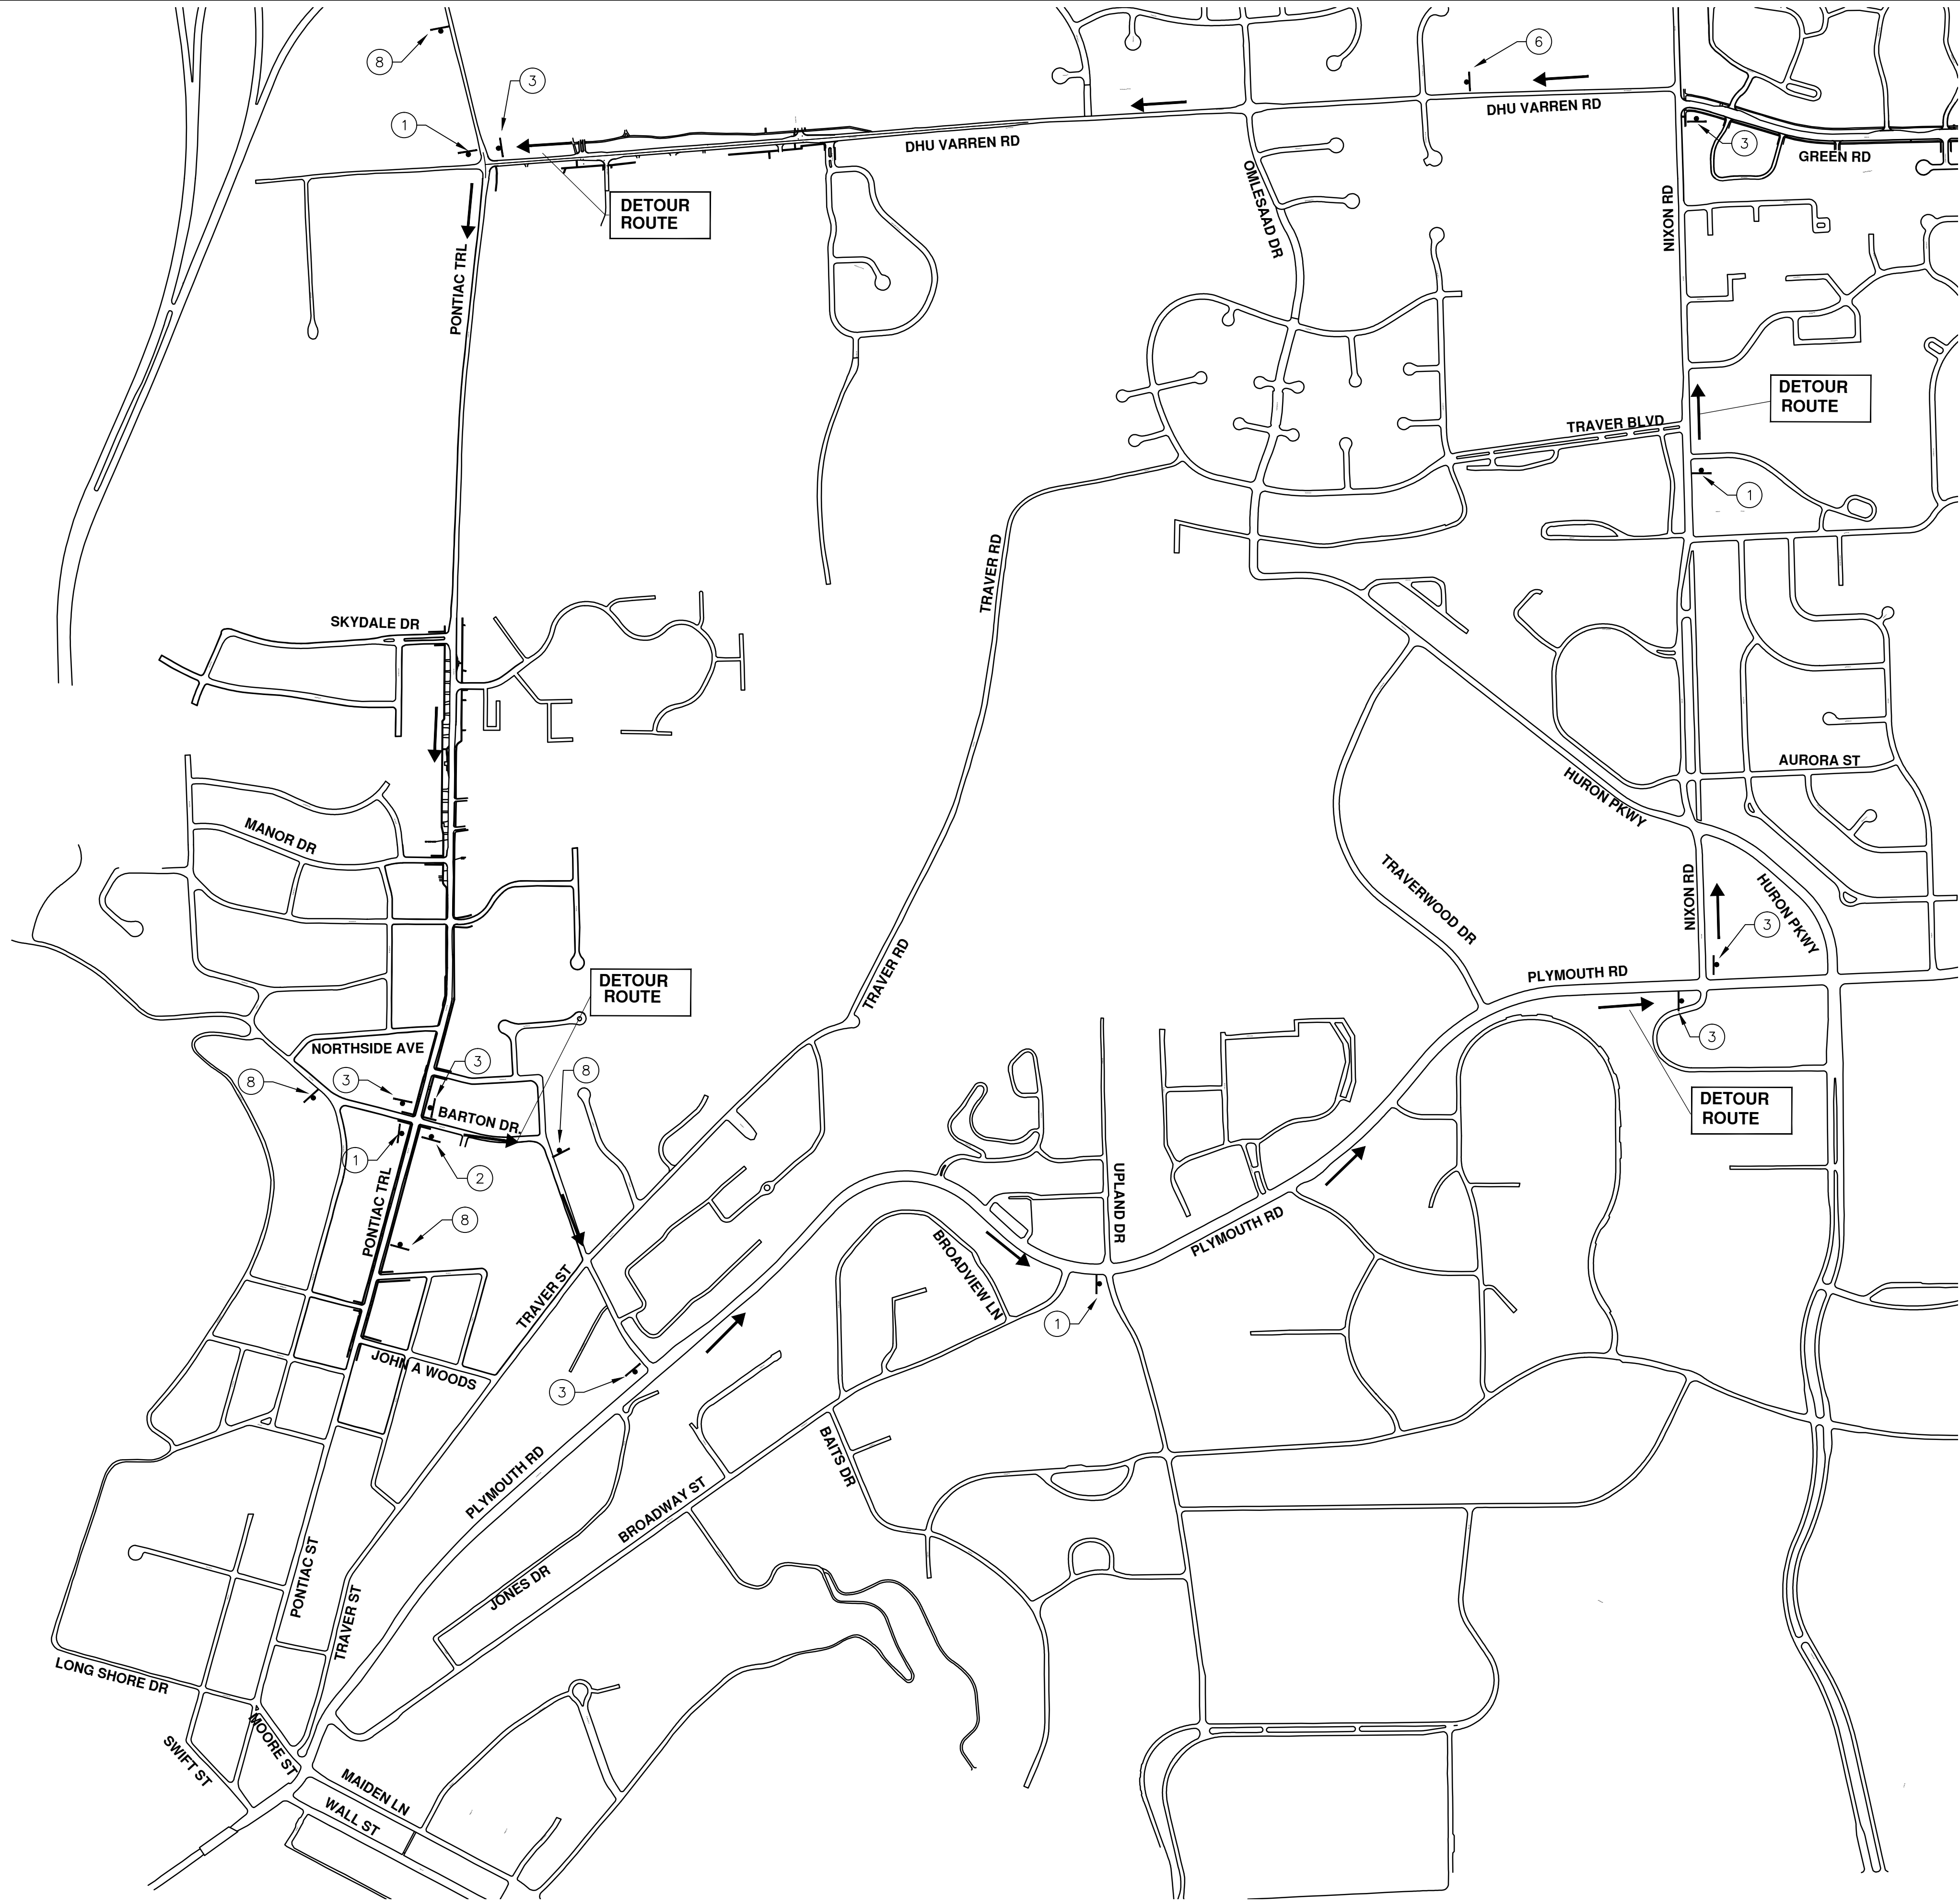 8
3
6
1
DHU VARREN RD
DHU VARREN RD
3
GREEN RD
DETOUR
ROUTE
OMLESAAD DR
NIXON RD
PONTIAC TRL
DETOUR
ROUTE
TRAVER BLVD
1
TRAVER RD
SKYDALE DR
AURORA ST
HURON PKWY
MANOR DR
TRAVERWOOD DR
NIXON RD
HURON PKWY
3
TRAVER RD
PLYMOUTH RD
DETOUR
ROUTE
3
NORTHSIDE AVE
3
8
3
8
BARTON DR.
DETOUR
ROUTE
1
2
PONTIAC TRL
8
UPLAND DR
PLYMOUTH RD
BROADVIEW LN
TRAVER ST
1
JOHN A WOODS
3
BAITS DR
PLYMOUTH RD
BROADWAY ST
JONES DR
PONTIAC ST
TRAVER ST
LONG SHORE DR
MOORE ST
SWIFT ST
MAIDEN LN
WALL ST